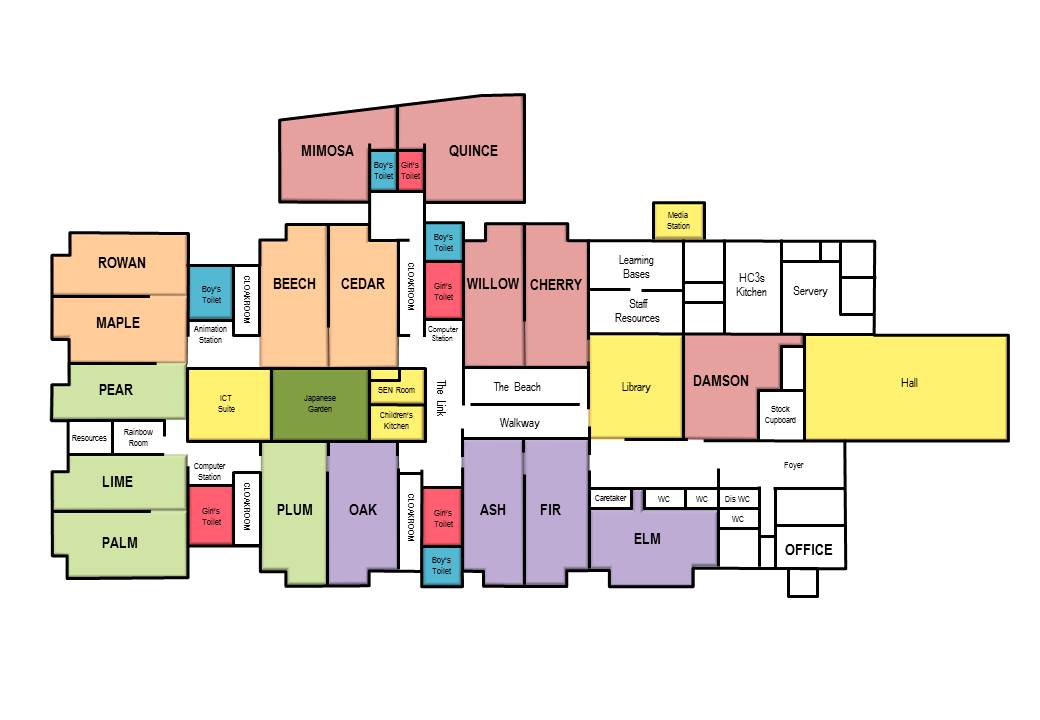 MIMOSA
QUINCE
Boy's
Toilet
Girl's
Toilet
Media
Station
ROWAN
MAPLE
Boy's
Toilet
CLOAKROOM
Animation
Station
BEECH
CEDAR
CLOAKROOM
Boy's
Toilet
Girl's
Toilet
Computer
Station
WILLOW
CHERRY
Learning
Bases
Staff
Resources
HC3s
Kitchen
Servery
PEAR
ICT
Suite
Japanese
Garden
SEN Room
Children's
Kitchen
The Link
The Beach
Walkway
Library
DAMSON
Stock
Cupboard
Hall
Resources
Rainbow
Room
LIME
PALM
Computer
Station
Girl's
Toilet
CLOAKROOM
PLUM
OAK
CLOAKROOM
Girl's
Toilet
Boy's
Toilet
ASH
FIR
Caretaker
WC
WC
Dis WC
WC
ELM
Foyer
OFFICE